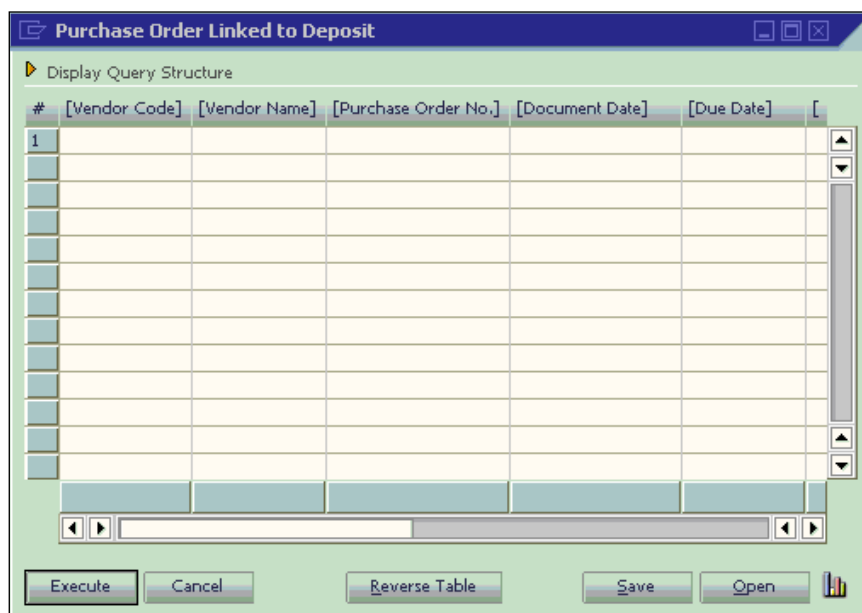 Purchase Order Linked to Deposit
Display Query Structure
# [Vendor Code] [Vendor Name] [Purchase Order No.] [Document Date] [Due Date] [
1
Execute Cancel Reverse Table Save Open